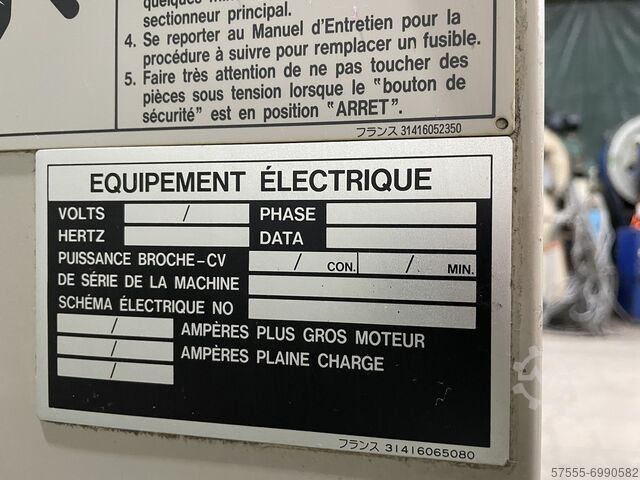 quelques
sectionneur principal.
4. Se reporter au Manuel d'Entretien pour la
procédure à suivre pour remplacer un fusible.
5. Faire très attention de ne pas toucher des
pièces sous tension lorsque le "bouton de
sécurité" est en position "ARRET".
フランス 31416052350
EQUIPEMENT ÉLECTRIQUE
VOLTS / PHASE
HERTZ DATA
PUISSANCE BROCHE-CV / CON. / MIN.
DE SÉRIE DE LA MACHINE
SCHÉMA ÉLECTRIQUE NO
/ AMPÈRES PLUS GROS MOTEUR
/ AMPÈRES PLAINE CHARGE
/
フランス 31416065080
57555-6990582